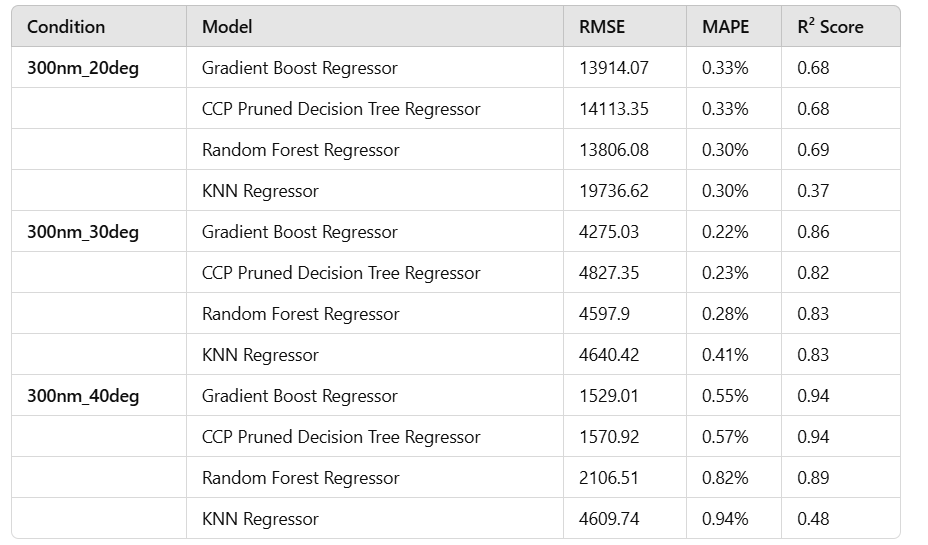 Condition Model RMSE MAPE R² Score
300nm_20deg Gradient Boost Regressor 13914.07 0.33% 0.68
CCP Pruned Decision Tree Regressor 14113.35 0.33% 0.68
Random Forest Regressor 13806.08 0.30% 0.69
KNN Regressor 19736.62 0.30% 0.37
300nm_30deg Gradient Boost Regressor 4275.03 0.22% 0.86
CCP Pruned Decision Tree Regressor 4827.35 0.23% 0.82
Random Forest Regressor 4597.9 0.28% 0.83
KNN Regressor 4640.42 0.41% 0.83
300nm_40deg Gradient Boost Regressor 1529.01 0.55% 0.94
CCP Pruned Decision Tree Regressor 1570.92 0.57% 0.94
Random Forest Regressor 2106.51 0.82% 0.89
KNN Regressor 4609.74 0.94% 0.48